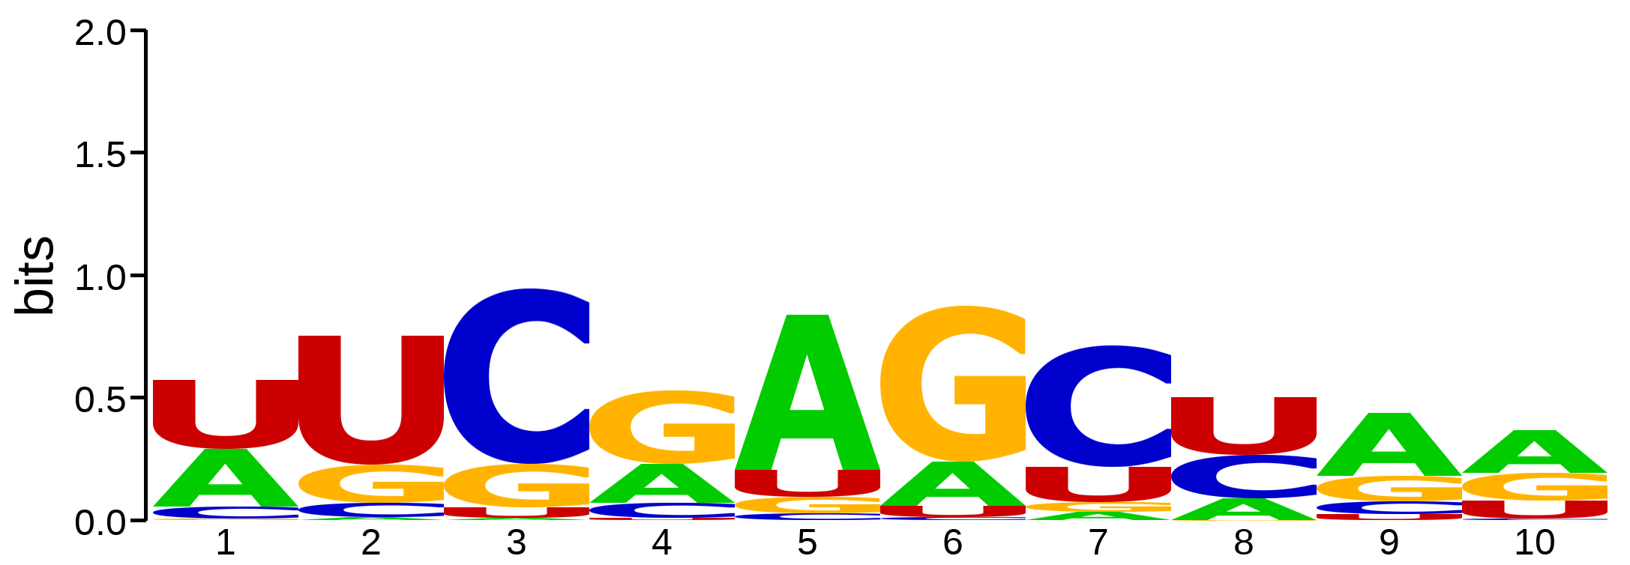 2.0
1.5
1.0
0.5
0.0
bits
U U C G A G C U A A
A G G A U A U C G G
C C U C G U G A C U
G A A U C C A G U C
1 2 3 4 5 6 7 8 9 10